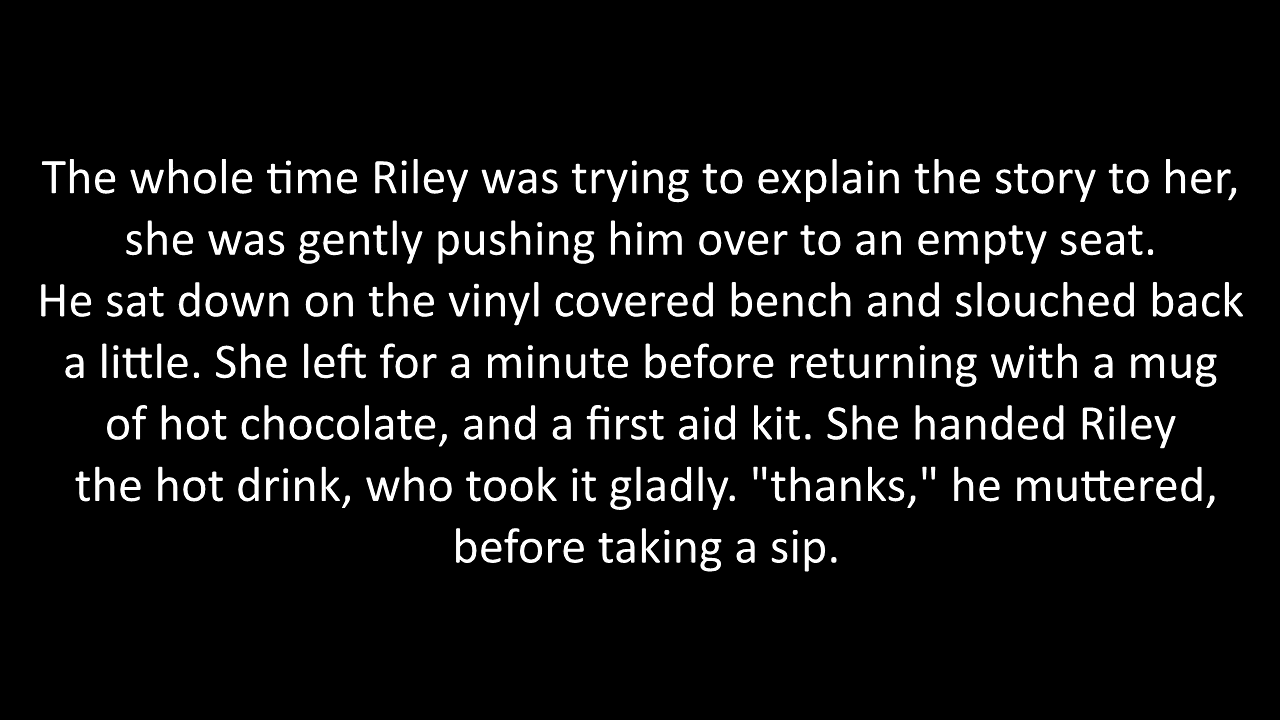 The whole time Riley was trying to explain the story to her,
she was gently pushing him over to an empty seat.
He sat down on the vinyl covered bench and slouched back
a little. She left for a minute before returning with a mug
of hot chocolate, and a first aid kit. She handed Riley
the hot drink, who took it gladly. "thanks," he muttered,
before taking a sip.